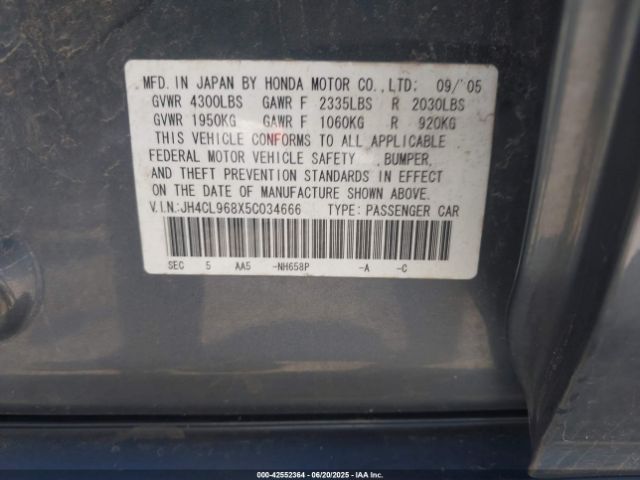 MFD. IN JAPAN BY HONDA MOTOR CO.,LTD: 09/'05
GVWR 4300LBS GAWR F 2335LBS R 2030LBS
GVWR 1950KG GAWR F 1060KG R 920KG
THIS VEHICLE CONFORMS TO ALL APPLICABLE
FEDERAL MOTOR VEHICLE SAFETY ,BUMPER,
AND THEFT PREVENTION STANDARDS IN EFFECT
ON THE DATE OF MANUFACTURE SHOWN ABOVE.
V.I.N:JH4CL968X5C034666 TYPE: PASSENGER CAR
SEC 5 AA5 -NH658P -A -C
000-42552364 | 06/20/2025 | IAAI.COM